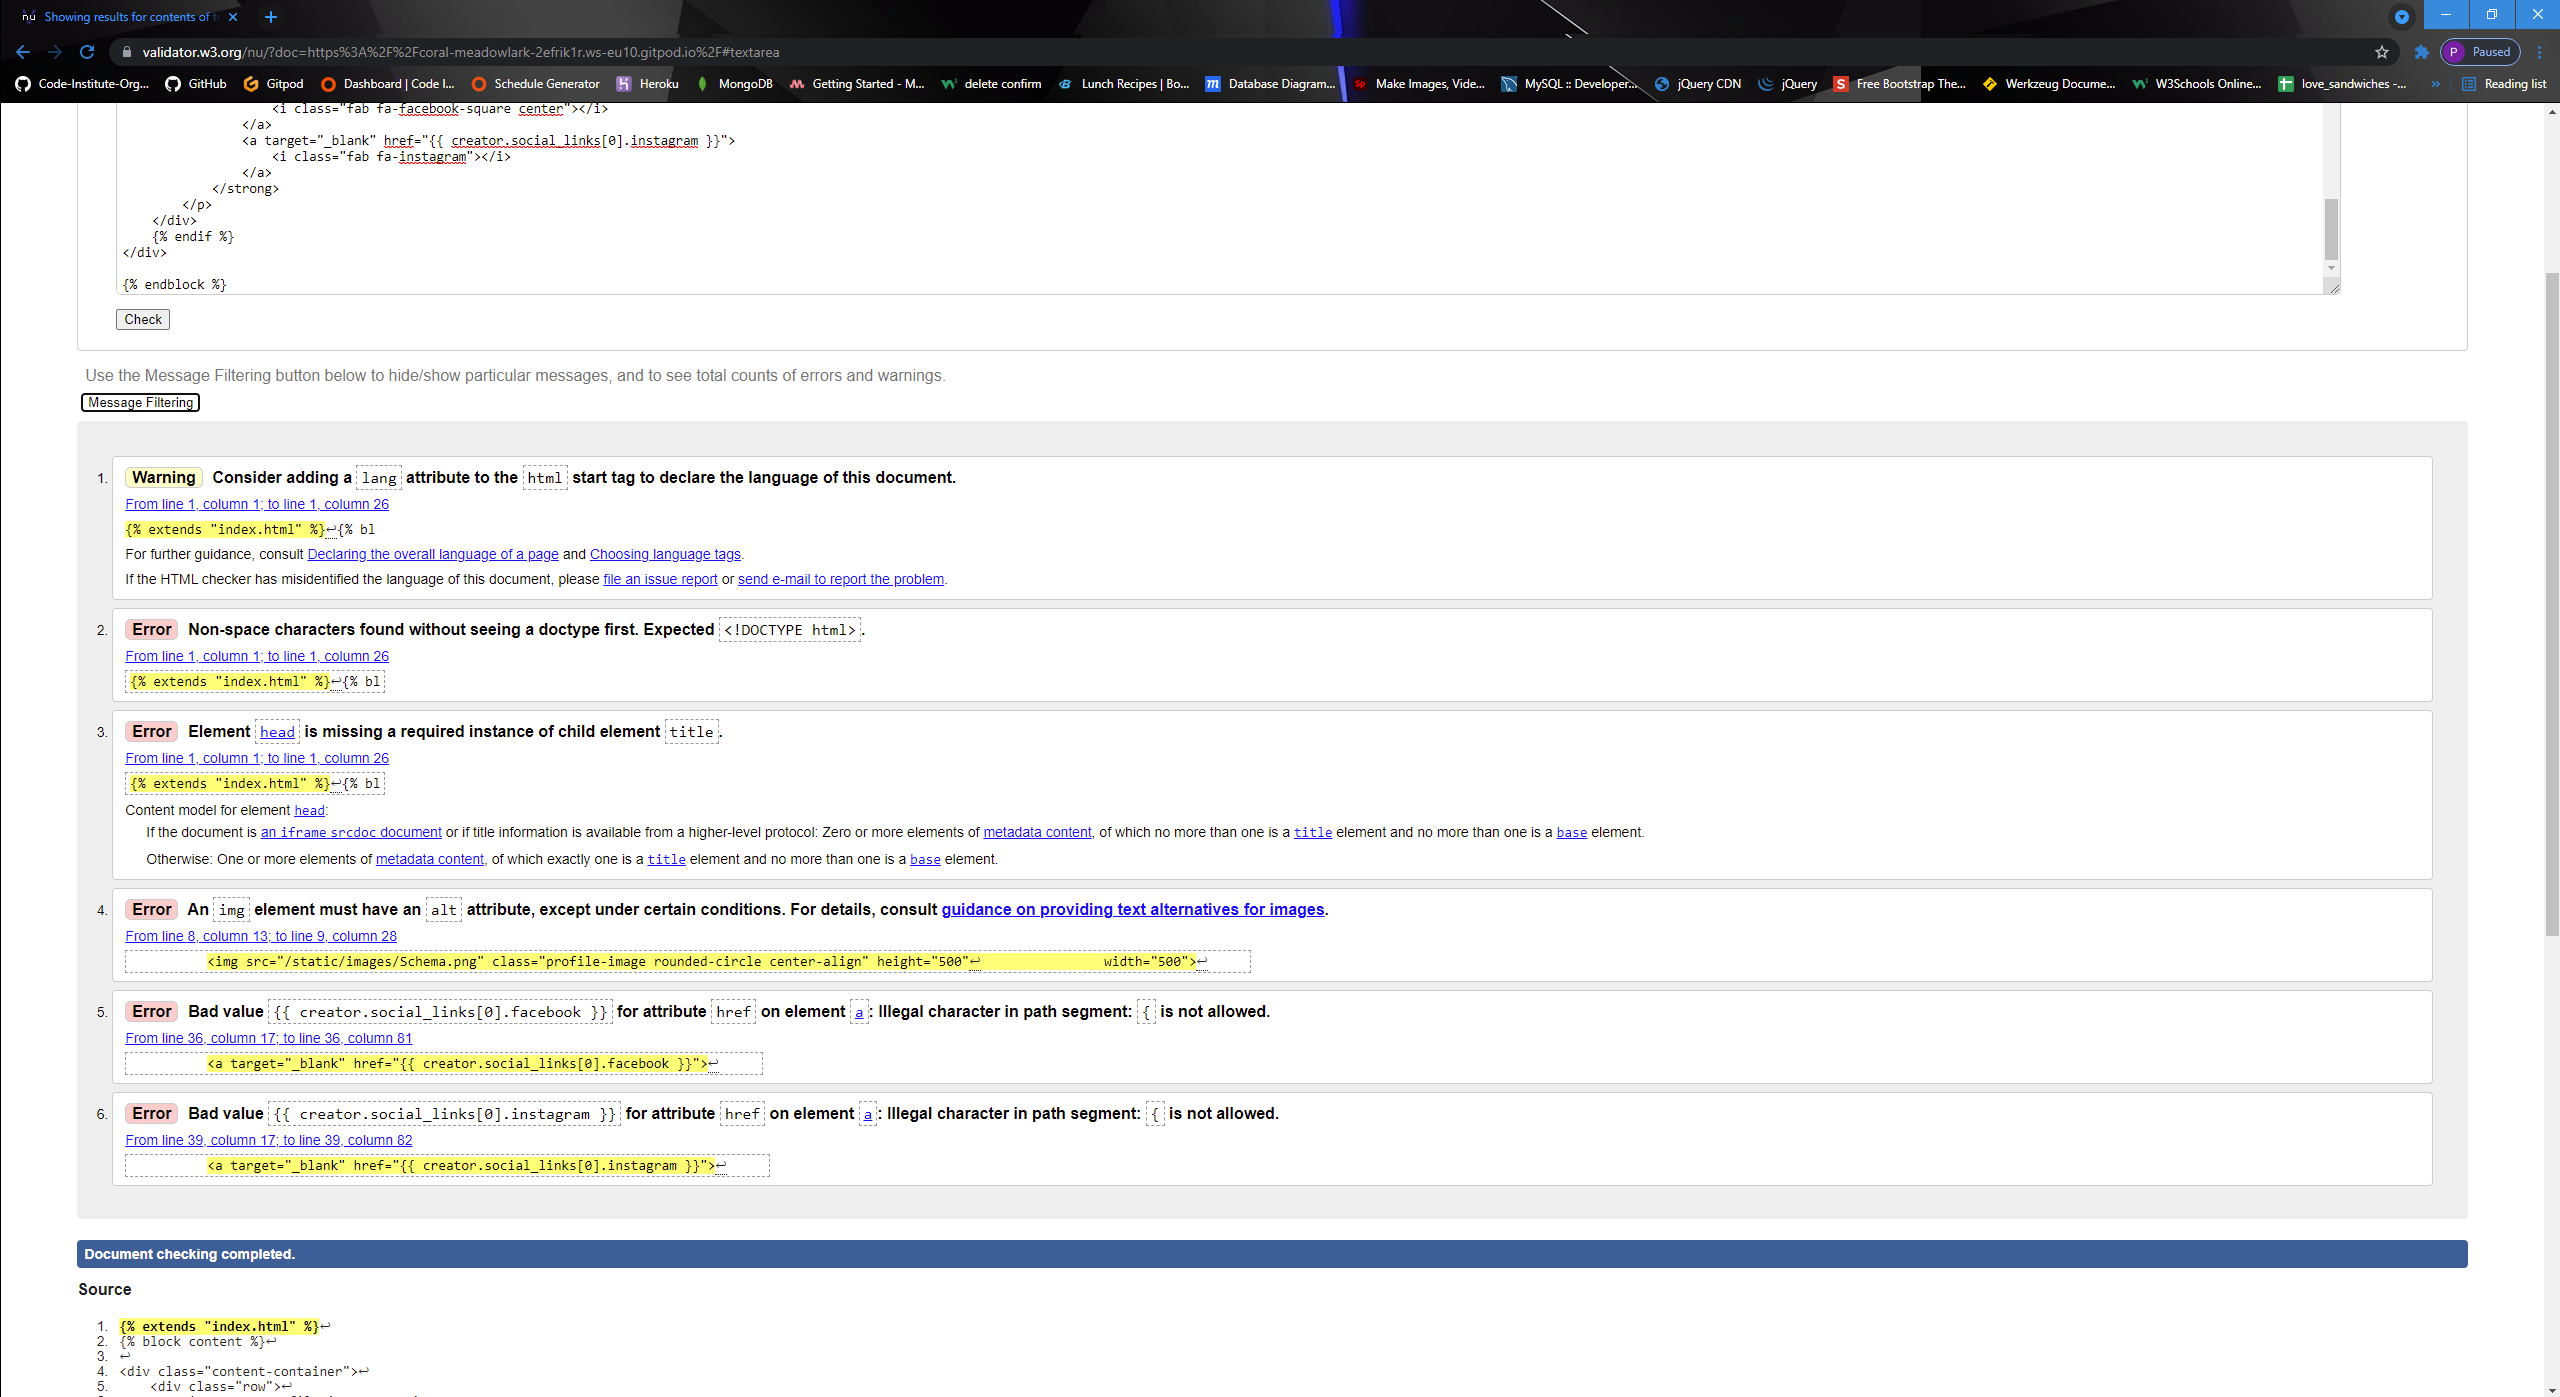 Showing results for contents of t
validator.w3.org/nu/?doc=https%3A%2F%2Fcoral-meadowlark-2efrik1r.ws-eu10.gitpod.io%2F#textarea
P Paused
Code-Institute-Org... GitHub Gitpod Dashboard | Code I... Schedule Generator Heroku MongoDB Getting Started - M... delete confirm Lunch Recipes | Bo... Database Diagram... Make Images, Vide... MySQL :: Developer... jQuery CDN jQuery Free Bootstrap The... Werkzeug Docume... W3Schools Online... love_sandwiches -... » Reading list
<i class="fab fa-facebook-square center"></i>
</a>
<a target="_blank" href="{{ creator.social_links[0].instagram }}">
<i class="fab fa-instagram"></i>
</a>
</strong>
</p>
</div>
{% endif %}
</div>
{% endblock %}
Check
Use the Message Filtering button below to hide/show particular messages, and to see total counts of errors and warnings.
Message Filtering
1. Warning Consider adding a lang attribute to the html start tag to declare the language of this document.
From line 1, column 1; to line 1, column 26
{% extends "index.html" %}↩{% bl
For further guidance, consult Declaring the overall language of a page and Choosing language tags.
If the HTML checker has misidentified the language of this document, please file an issue report or send e-mail to report the problem.
2. Error Non-space characters found without seeing a doctype first. Expected <!DOCTYPE html>.
From line 1, column 1; to line 1, column 26
{% extends "index.html" %}↩{% bl
3. Error Element head is missing a required instance of child element title.
From line 1, column 1; to line 1, column 26
{% extends "index.html" %}↩{% bl
Content model for element head:
If the document is an iframe srcdoc document or if title information is available from a higher-level protocol: Zero or more elements of metadata content, of which no more than one is a title element and no more than one is a base element.
Otherwise: One or more elements of metadata content, of which exactly one is a title element and no more than one is a base element.
4. Error An img element must have an alt attribute, except under certain conditions. For details, consult guidance on providing text alternatives for images.
From line 8, column 13; to line 9, column 28
<img src="/static/images/Schema.png" class="profile-image rounded-circle center-align" height="500"↩ width="500">↩
5. Error Bad value {{ creator.social_links[0].facebook }} for attribute href on element a: Illegal character in path segment: { is not allowed.
From line 36, column 17; to line 36, column 81
<a target="_blank" href="{{ creator.social_links[0].facebook }}">↩
6. Error Bad value {{ creator.social_links[0].instagram }} for attribute href on element a: Illegal character in path segment: { is not allowed.
From line 39, column 17; to line 39, column 82
<a target="_blank" href="{{ creator.social_links[0].instagram }}">↩
Document checking completed.
Source
1. {% extends "index.html" %}↩
2. {% block content %}↩
3. ↩
4. <div class="content-container">↩
5. <div class="row">↩